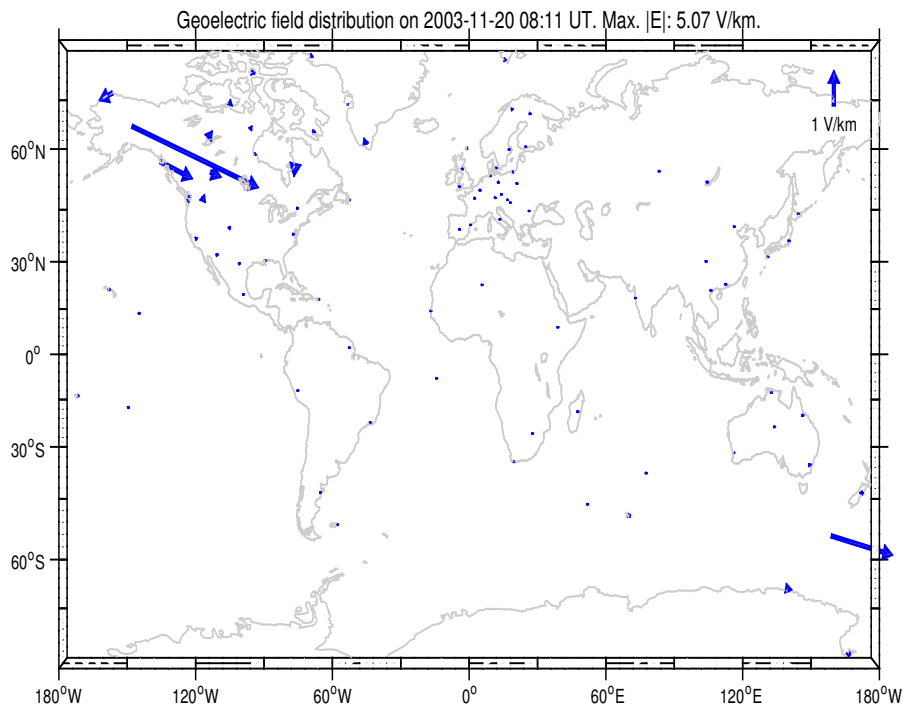 Geoelectric field distribution on 2003-11-20 08:11 UT. Max. |E|: 5.07 V/km.
1 V/km
60°N
30°N
0°
30°S
60°S
180°W 120°W 60°W 0° 60°E 120°E 180°W